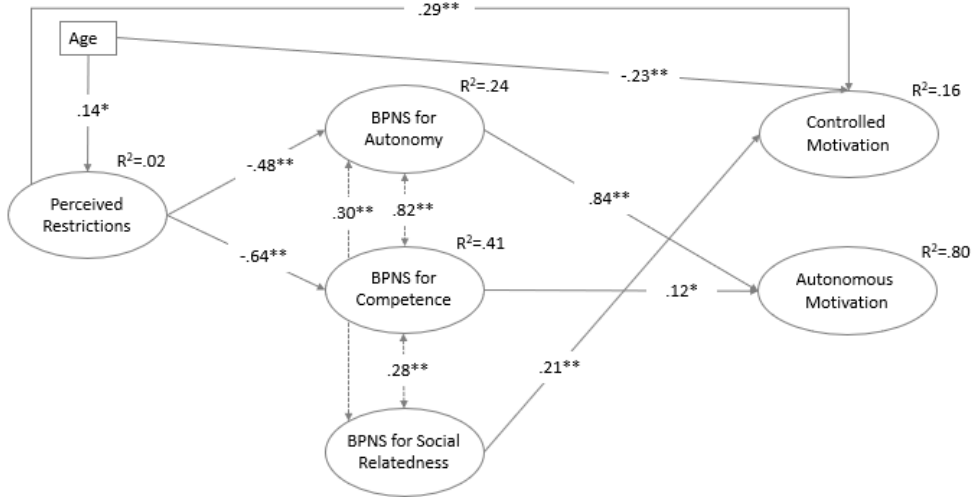 .29**
Age
-.23**
R²=.24
R²=.16
BPNS for
Autonomy
Controlled
Motivation
.14*
R²=.02
-.48**
Perceived
Restrictions
.84**
.30**
.82**
R²=.41
R²=.80
-.64**
BPNS for
Competence
.12*
Autonomous
Motivation
.28**
.21**
BPNS for Social
Relatedness